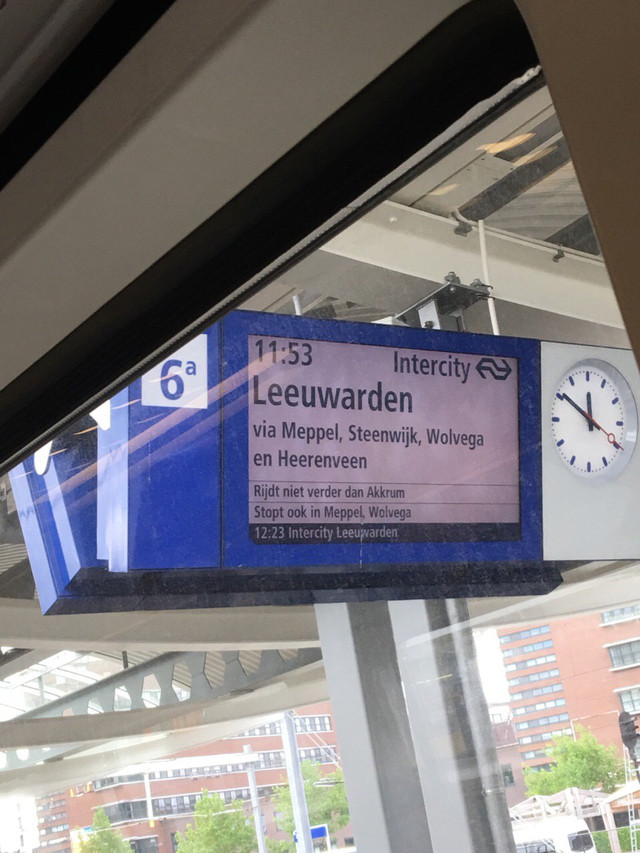 6a
11:53
Intercity
Leeuwarden
via Meppel, Steenwijk, Wolvega
en Heerenveen
Rijdt niet verder dan Akkrum
Stopt ook in Meppel, Wolvega
12:23 Intercity Leeuwarden